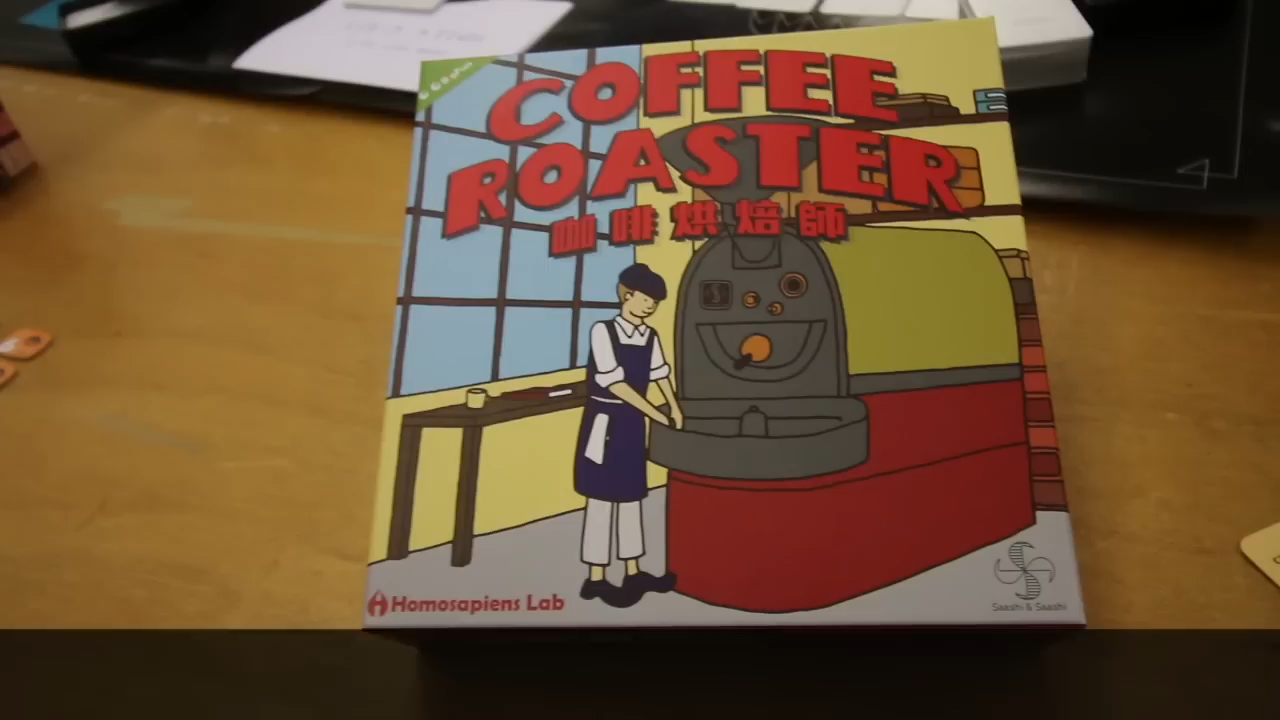 COFFEE
ROASTER
咖啡烘焙師
Homosapiens Lab
Saashi & Saashi